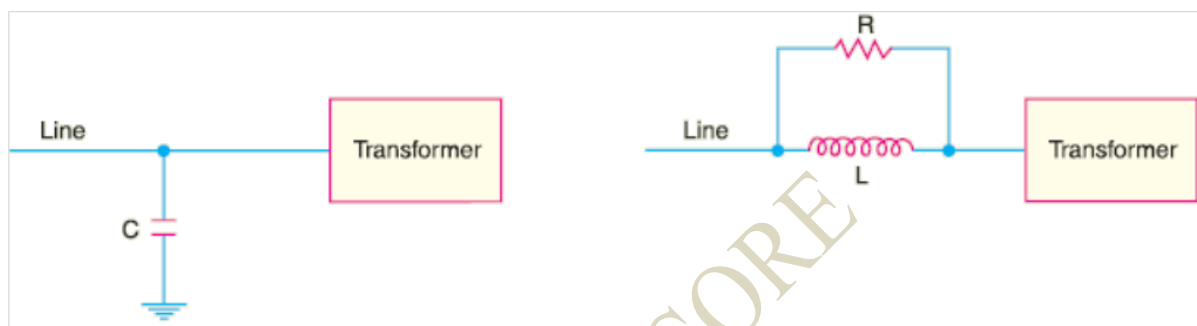 Line
Transformer
C
R
Line
L
Transformer
CORE